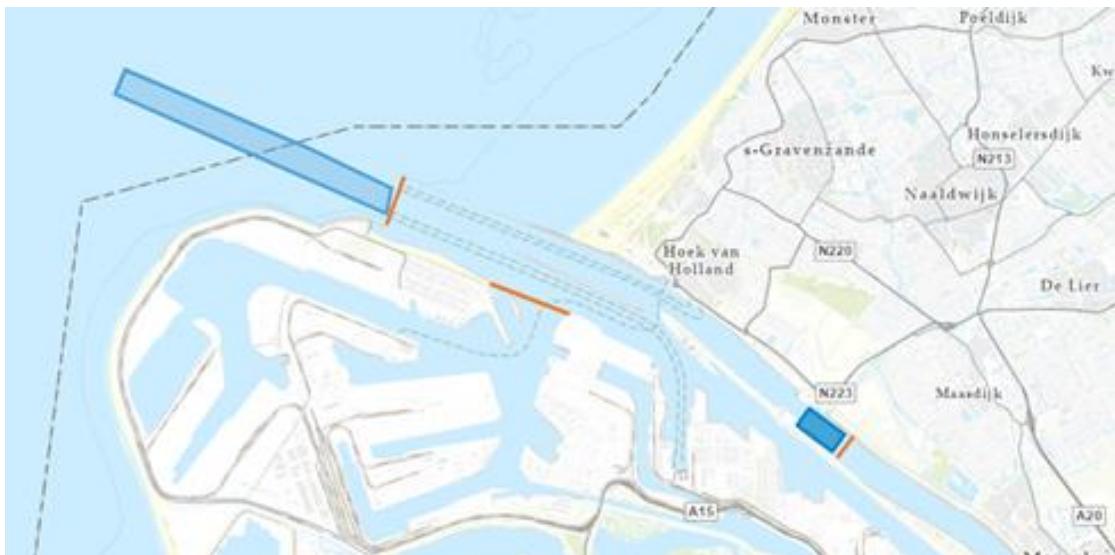 Monster
Poeldijk
Kw
Honselersdijk
s-Gravenzande
N213
Naaldwijk
Hoek van
Holland
N220
De Lier
N223
Maasdijk
A15
A20